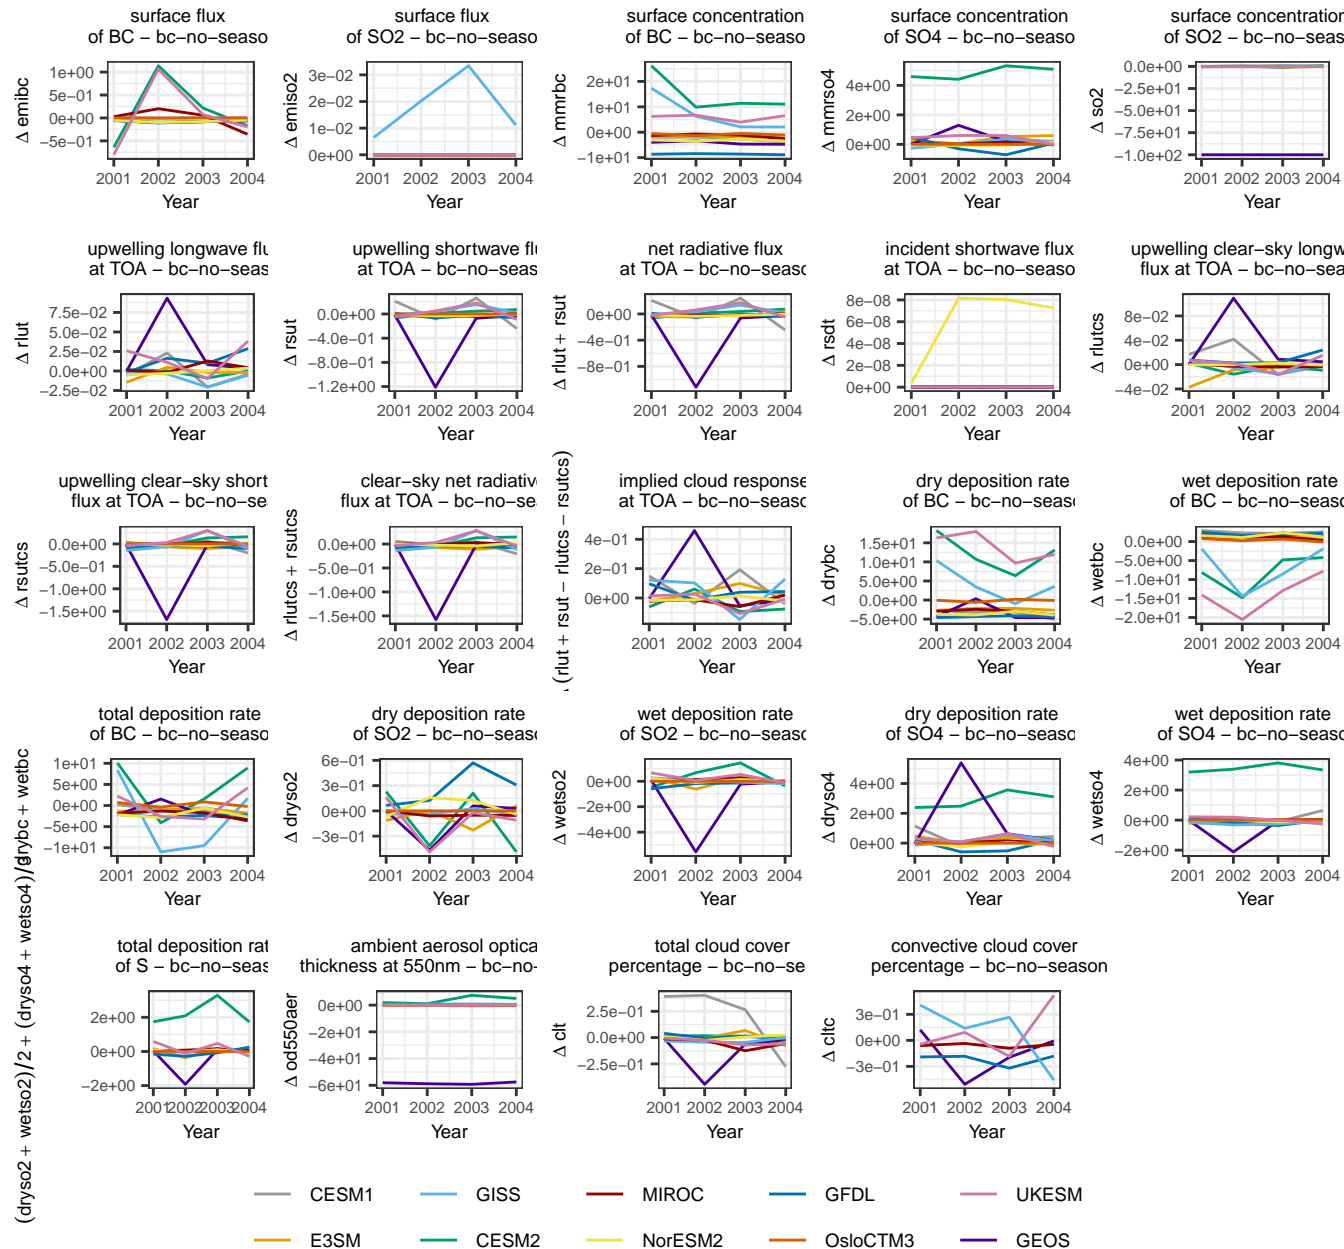 surface flux
of BC − bc−no−seaso
Δ emibc
1e+00
5e−01
0e+00
−5e−01
2001 2002 2003 2004
Year
surface flux
of SO2 − bc−no−seaso
Δ emiso2
3e−02
2e−02
1e−02
0e+00
2001 2002 2003 2004
Year
surface concentration
of BC − bc−no−seaso
Δ mmrbc
2e+01
1e+01
0e+00
−1e+01
2001 2002 2003 2004
Year
surface concentration
of SO4 − bc−no−seaso
Δ mmrso4
4e+00
2e+00
0e+00
2001 2002 2003 2004
Year
surface concentration
of SO2 − bc−no−seaso
Δ so2
0.0e+00
−2.5e+01
−5.0e+01
−7.5e+01
−1.0e+02
2001 2002 2003 2004
Year
upwelling longwave flu
at TOA − bc−no−seas
Δ rlut
7.5e−02
5.0e−02
2.5e−02
0.0e+00
−2.5e−02
2001 2002 2003 2004
Year
upwelling shortwave flu
at TOA − bc−no−seas
Δ rsut
0.0e+00
−4.0e−01
−8.0e−01
−1.2e+00
2001 2002 2003 2004
Year
net radiative flux
at TOA − bc−no−seaso
Δ rlut + rsut
0e+00
−4e−01
−8e−01
2001 2002 2003 2004
Year
incident shortwave flux
at TOA − bc−no−seaso
Δ rsdt
8e−08
6e−08
4e−08
2e−08
0e+00
2001 2002 2003 2004
Year
upwelling clear−sky longw
flux at TOA − bc−no−sea
Δ rlutcs
8e−02
4e−02
0e+00
−4e−02
2001 2002 2003 2004
Year
upwelling clear−sky short
flux at TOA − bc−no−sea
Δ rsutcs
0.0e+00
−5.0e−01
−1.0e+00
−1.5e+00
2001 2002 2003 2004
Year
clear−sky net radiative
flux at TOA − bc−no−sea
Δ rlutcs + rsutcs
0.0e+00
−5.0e−01
−1.0e+00
−1.5e+00
2001 2002 2003 2004
Year
implied cloud response
at TOA − bc−no−seaso
(rlut + rsut − rlutcs − rsutcs)
4e−01
2e−01
0e+00
2001 2002 2003 2004
Year
dry deposition rate
of BC − bc−no−seaso
Δ drybc
1.5e+01
1.0e+01
5.0e+00
0.0e+00
−5.0e+00
2001 2002 2003 2004
Year
wet deposition rate
of BC − bc−no−seaso
Δ wetbc
0.0e+00
−5.0e+00
−1.0e+01
−1.5e+01
−2.0e+01
2001 2002 2003 2004
Year
total deposition rate
of BC − bc−no−seaso
drybc + wetbc
1e+01
5e+00
0e+00
−5e+00
−1e+01
2001 2002 2003 2004
Year
dry deposition rate
of SO2 − bc−no−seaso
Δ dryso2
6e−01
3e−01
0e+00
−3e−01
2001 2002 2003 2004
Year
wet deposition rate
of SO2 − bc−no−seaso
Δ wetso2
0e+00
−2e+00
−4e+00
2001 2002 2003 2004
Year
dry deposition rate
of SO4 − bc−no−seaso
Δ dryso4
4e+00
2e+00
0e+00
2001 2002 2003 2004
Year
wet deposition rate
of SO4 − bc−no−seaso
Δ wetso4
4e+00
2e+00
0e+00
−2e+00
2001 2002 2003 2004
Year
total deposition rat
of S − bc−no−seas
(dryso2 + wetso2)/2 + (dryso4 + wetso4)/3
2e+00
0e+00
−2e+00
2001 2002 2003 2004
Year
ambient aerosol optica
thickness at 550nm − bc−no−
Δ od550aer
0e+00
−2e+01
−4e+01
−6e+01
2001 2002 2003 2004
Year
total cloud cover
percentage − bc−no−se
Δ clt
2.5e−01
0.0e+00
−2.5e−01
2001 2002 2003 2004
Year
convective cloud cover
percentage − bc−no−season
Δ cltc
3e−01
0e+00
−3e−01
2001 2002 2003 2004
Year
CESM1 GISS MIROC GFDL UKESM
E3SM CESM2 NorESM2 OsloCTM3 GEOS